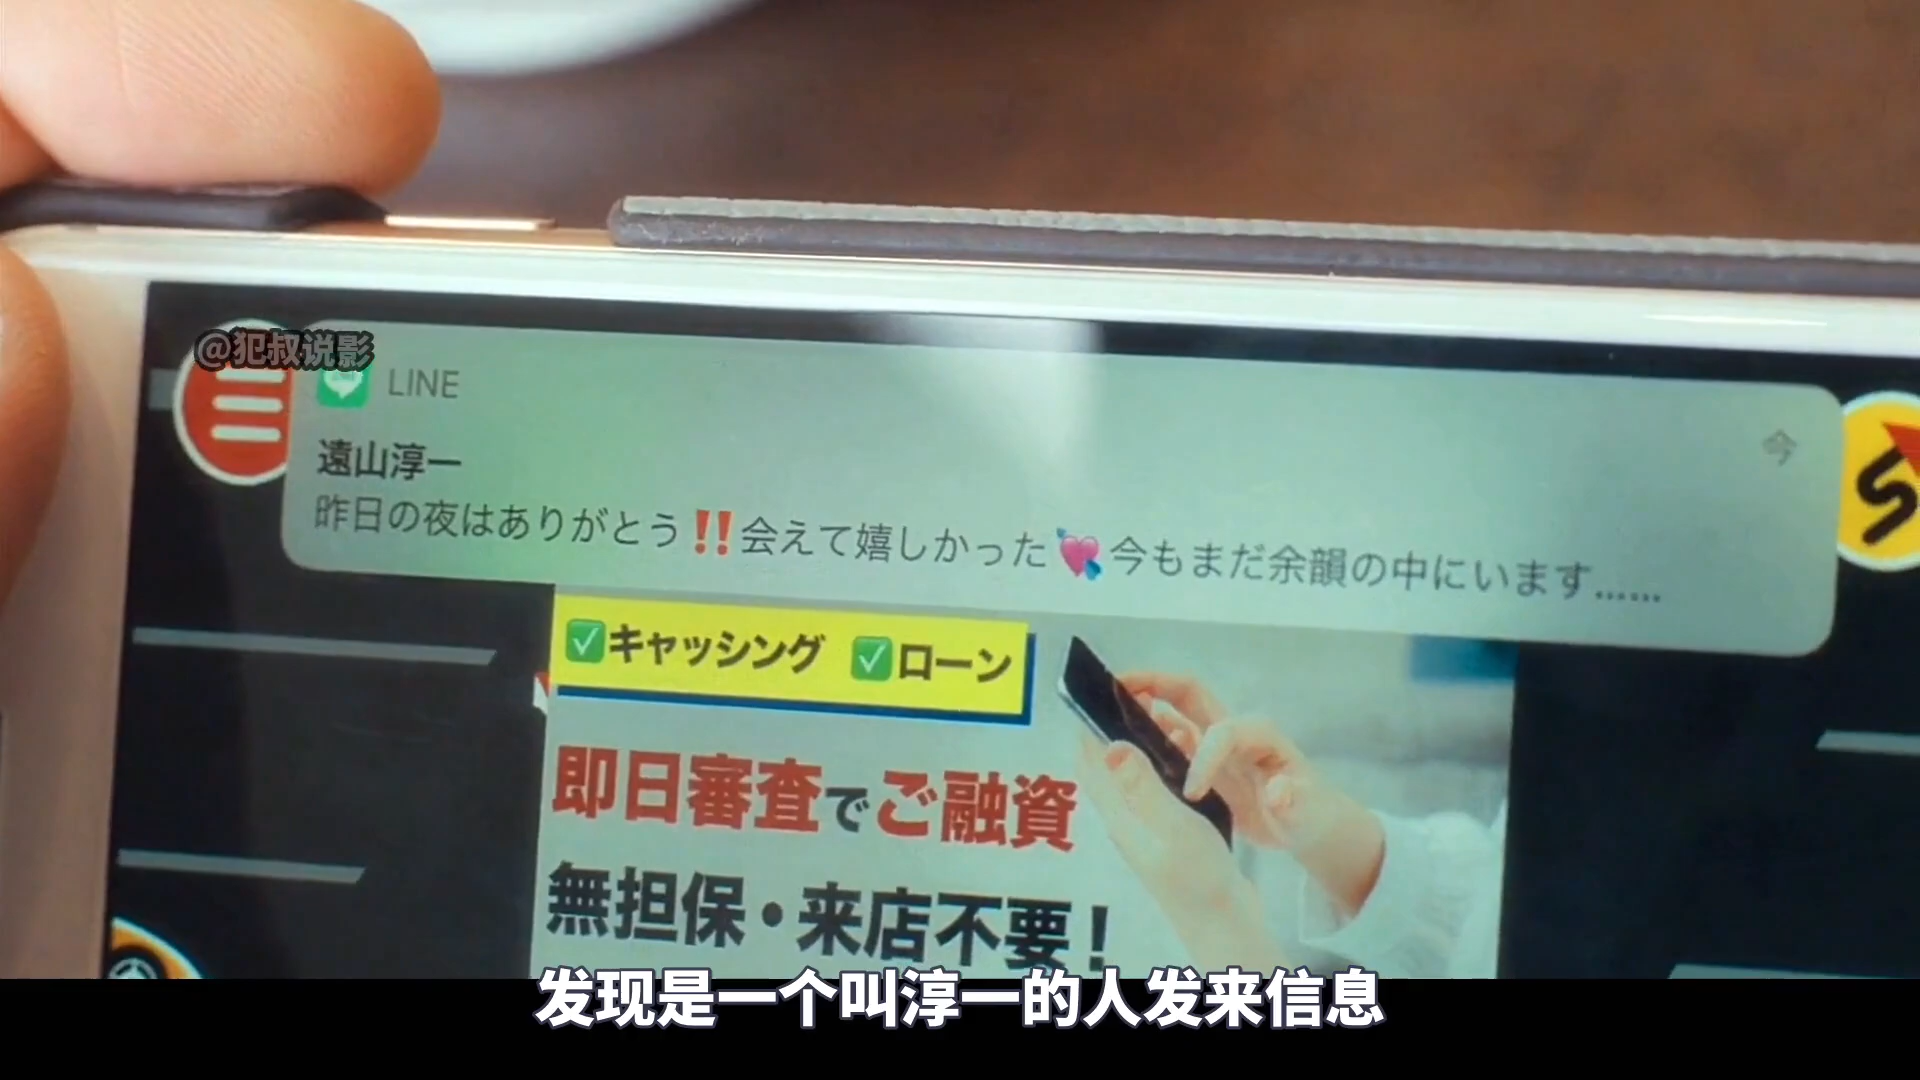 @犯叔说影
LINE
今
遠山淳一
昨日の夜はありがとう‼️会えて嬉しかった💘今もまだ余韻の中にいます……
✅キャッシング ✅ローン
即日審査でご融資
無担保・来店不要！
发现是一个叫淳一的人发来信息